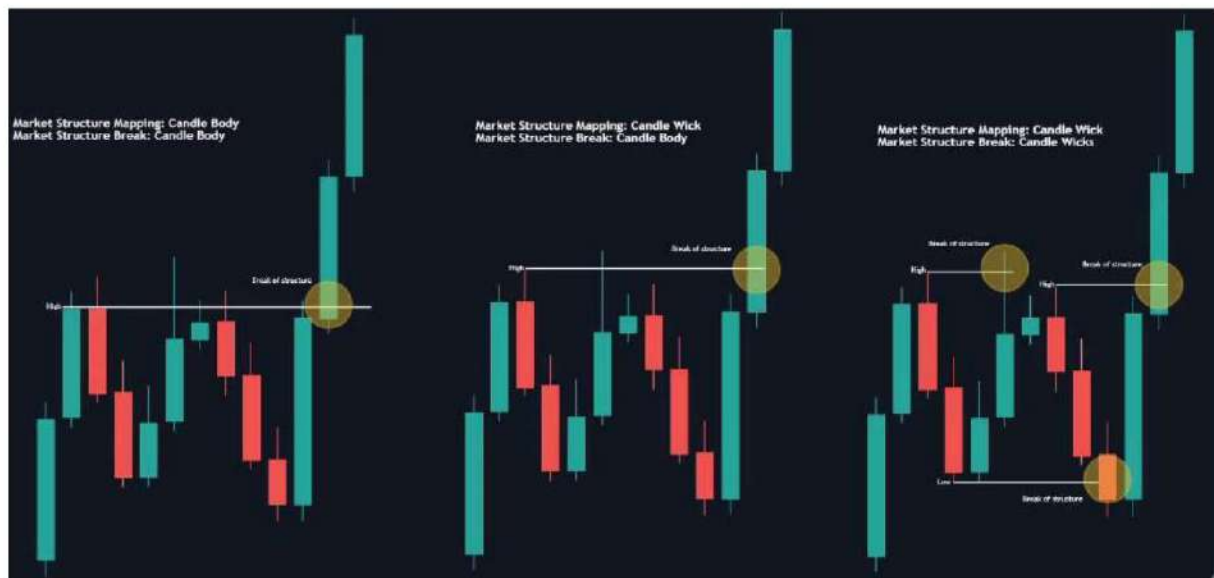 Market Structure Mapping: Candle Body
Market Structure Break: Candle Body
High
Break of structure
Market Structure Mapping: Candle Wick
Market Structure Break: Candle Body
High
Break of structure
Market Structure Mapping: Candle Wick
Market Structure Break: Candle Wicks
Break of structure
High
Break of structure
High
Low
Break of structure